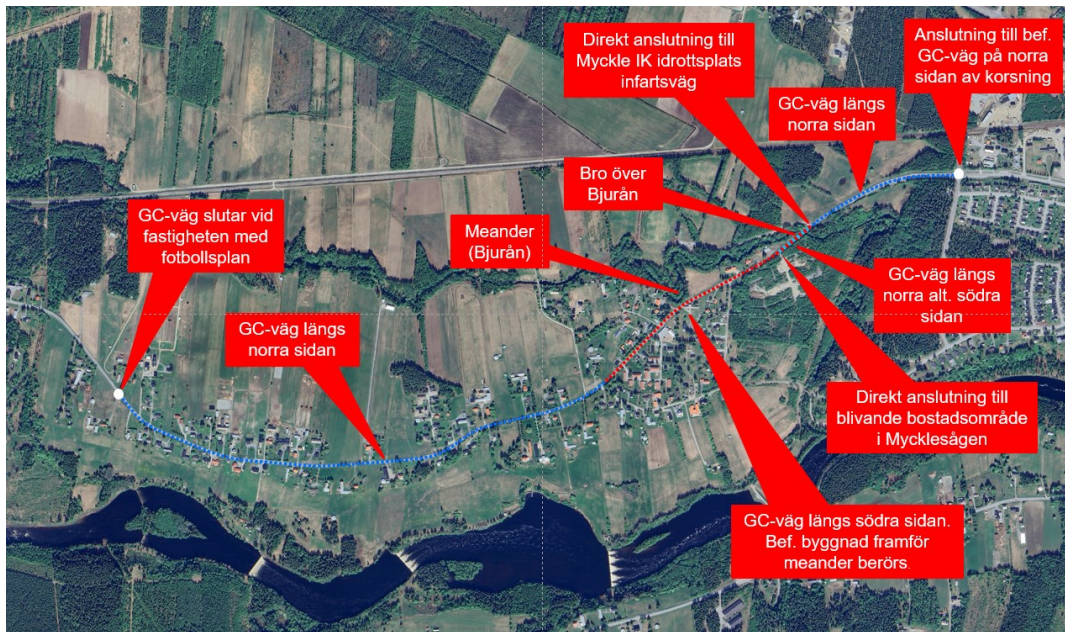 Direkt anslutning till
Myckle IK idrottsplats
infartsväg
Anslutning till bef.
GC-väg på norra
sidan av korsning
GC-väg längs
norra sidan
Bro över
Bjurån
GC-väg slutar vid
fastigheten med
fotbollsplan
Meander
(Bjurån)
GC-väg längs
norra alt. södra
sidan
GC-väg längs
norra sidan
Direkt anslutning till
blivande bostadsområde
i Mycklesågen
GC-väg längs södra sidan.
Bef. byggnad framför
meander berörs.